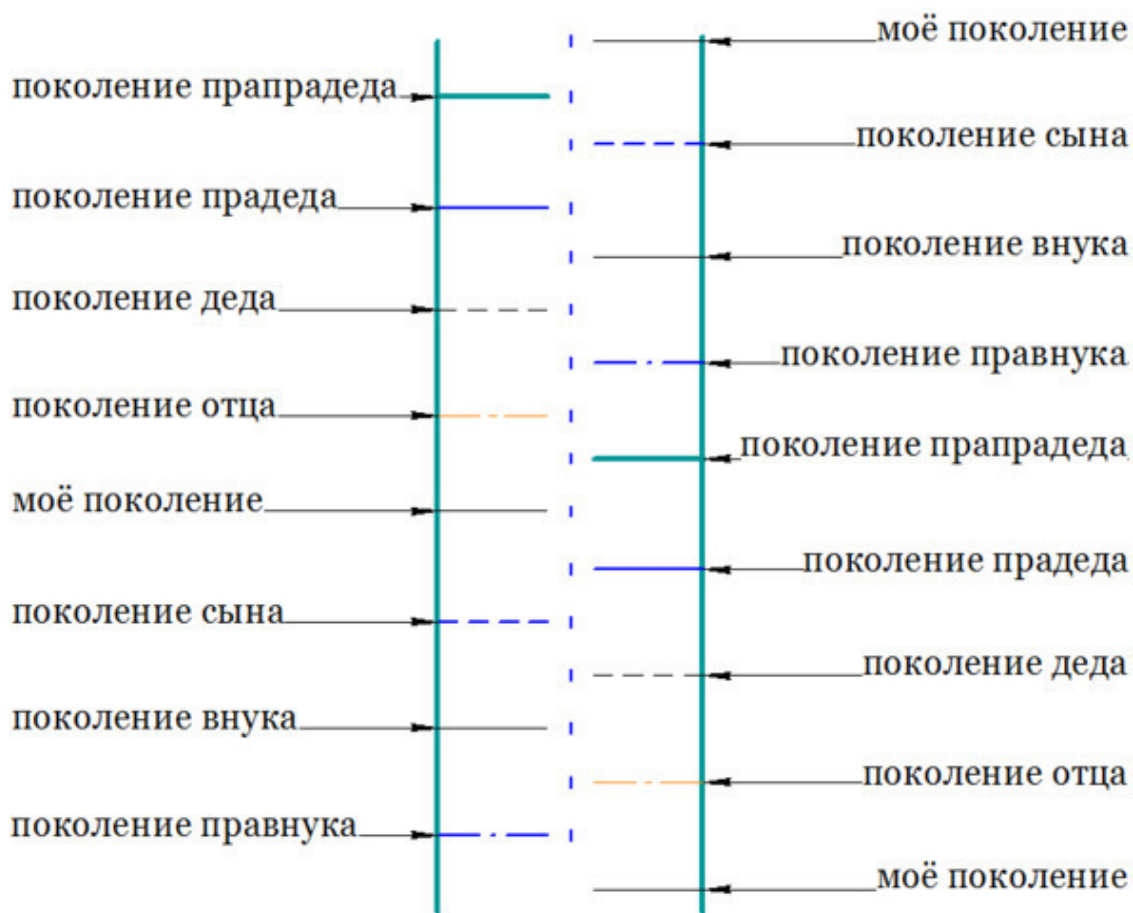 моё поколение
поколение прапрадеда
поколение сына
поколение прадеда
поколение внука
поколение деда
поколение правнука
поколение отца
поколение прапрадеда
моё поколение
поколение прадеда
поколение сына
поколение деда
поколение внука
поколение отца
поколение правнука
моё поколение